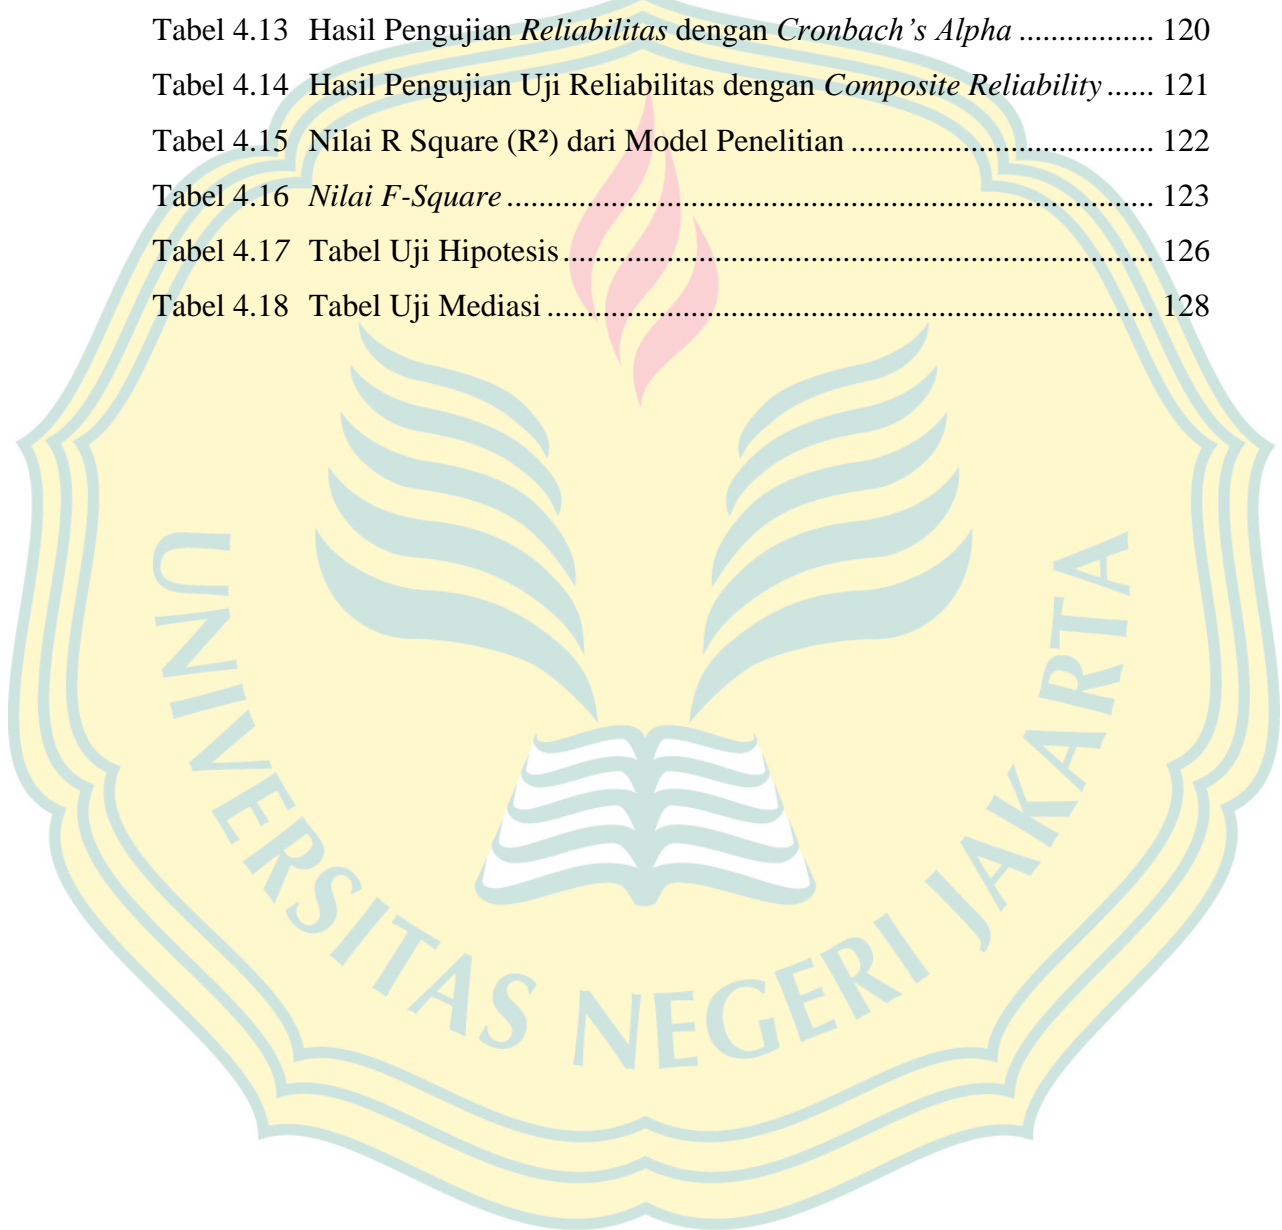 Tabel 4.13 Hasil Pengujian Reliabilitas dengan Cronbach’s Alpha ................. 120
Tabel 4.14 Hasil Pengujian Uji Reliabilitas dengan Composite Reliability ...... 121
Tabel 4.15 Nilai R Square (R²) dari Model Penelitian ...................................... 122
Tabel 4.16 Nilai F-Square ................................................................................. 123
Tabel 4.17 Tabel Uji Hipotesis .......................................................................... 126
Tabel 4.18 Tabel Uji Mediasi ............................................................................ 128
UNIVERSITAS NEGERI JAKARTA